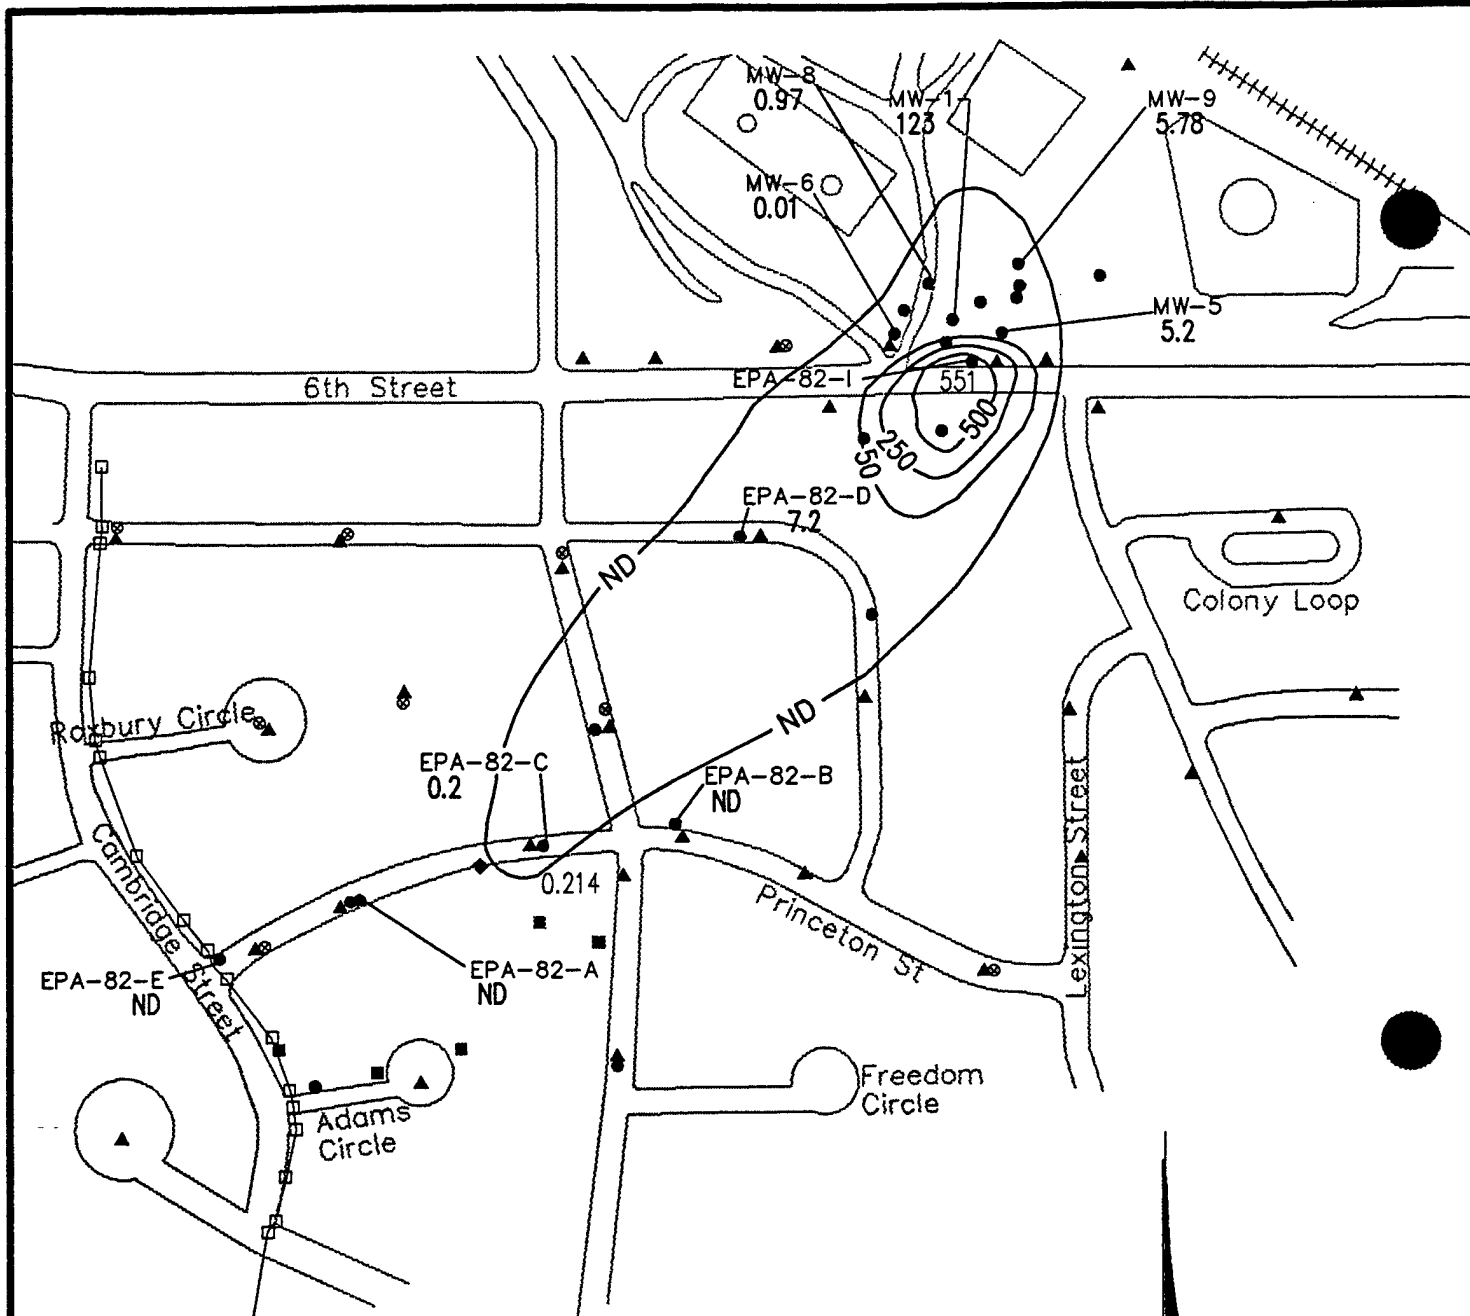 MW-8
0.97
MW-1
123
MW-9
5.78
MW-6
0.01
MW-5
5.2
EPA-82-I
551
6th Street
500
250
50
EPA-82-D
7.2
ND
Colony Loop
Roxbury Circle
ND
EPA-82-C
0.2
EPA-82-B
ND
Lexington Street
Cambridge Street
0.214
Princeton St
EPA-82-E
ND
EPA-82-A
ND
Freedom
Circle
Adams
Circle